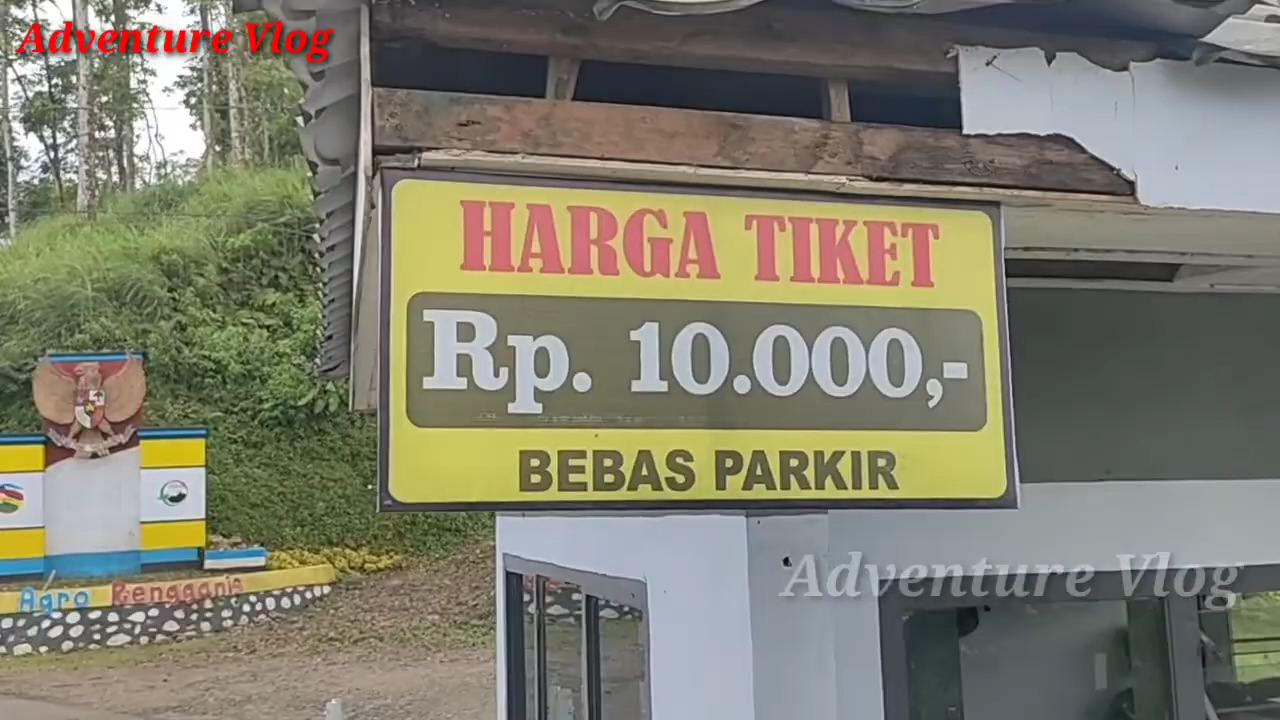 Adventure Vlog
HARGA TIKET
Rp. 10.000,-
BEBAS PARKIR
Adventure Vlog
Agro Rengganis